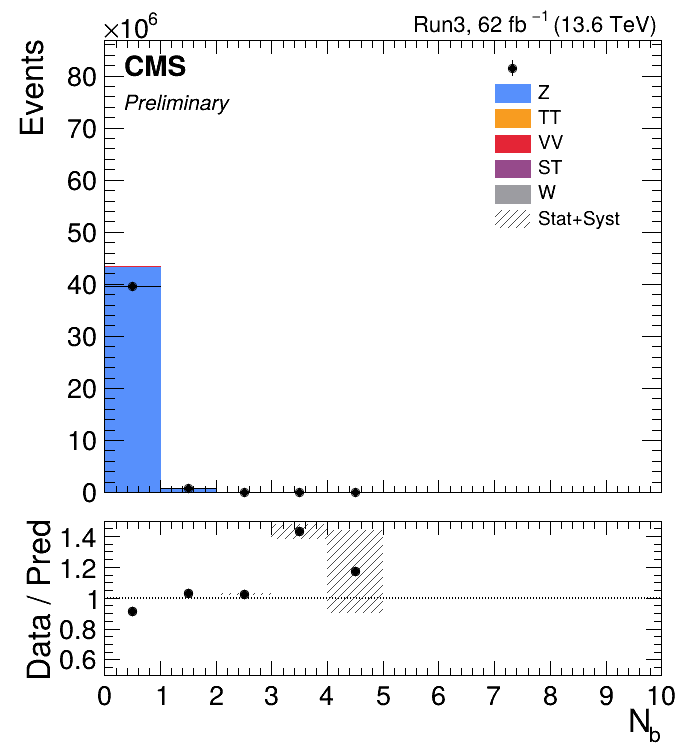 ×10⁶
Run3, 62 fb⁻¹ (13.6 TeV)
Events
CMS
Preliminary
Z
TT
VV
ST
W
Stat+Syst
80
70
60
50
40
30
20
10
0
Data / Pred
1.4
1.2
1
0.8
0.6
0 1 2 3 4 5 6 7 8 9 10
N_b